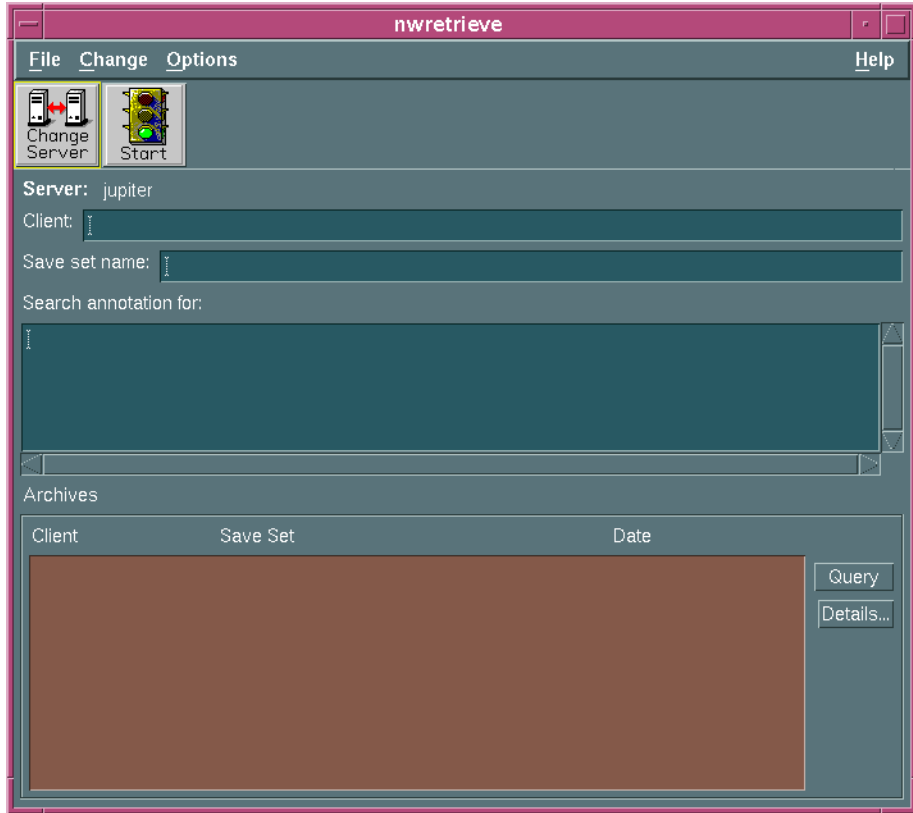 nwretrieve
File Change Options Help
Change
Server
Start
Server: jupiter
Client:
Save set name:
Search annotation for:
Archives
Client Save Set Date
Query
Details...